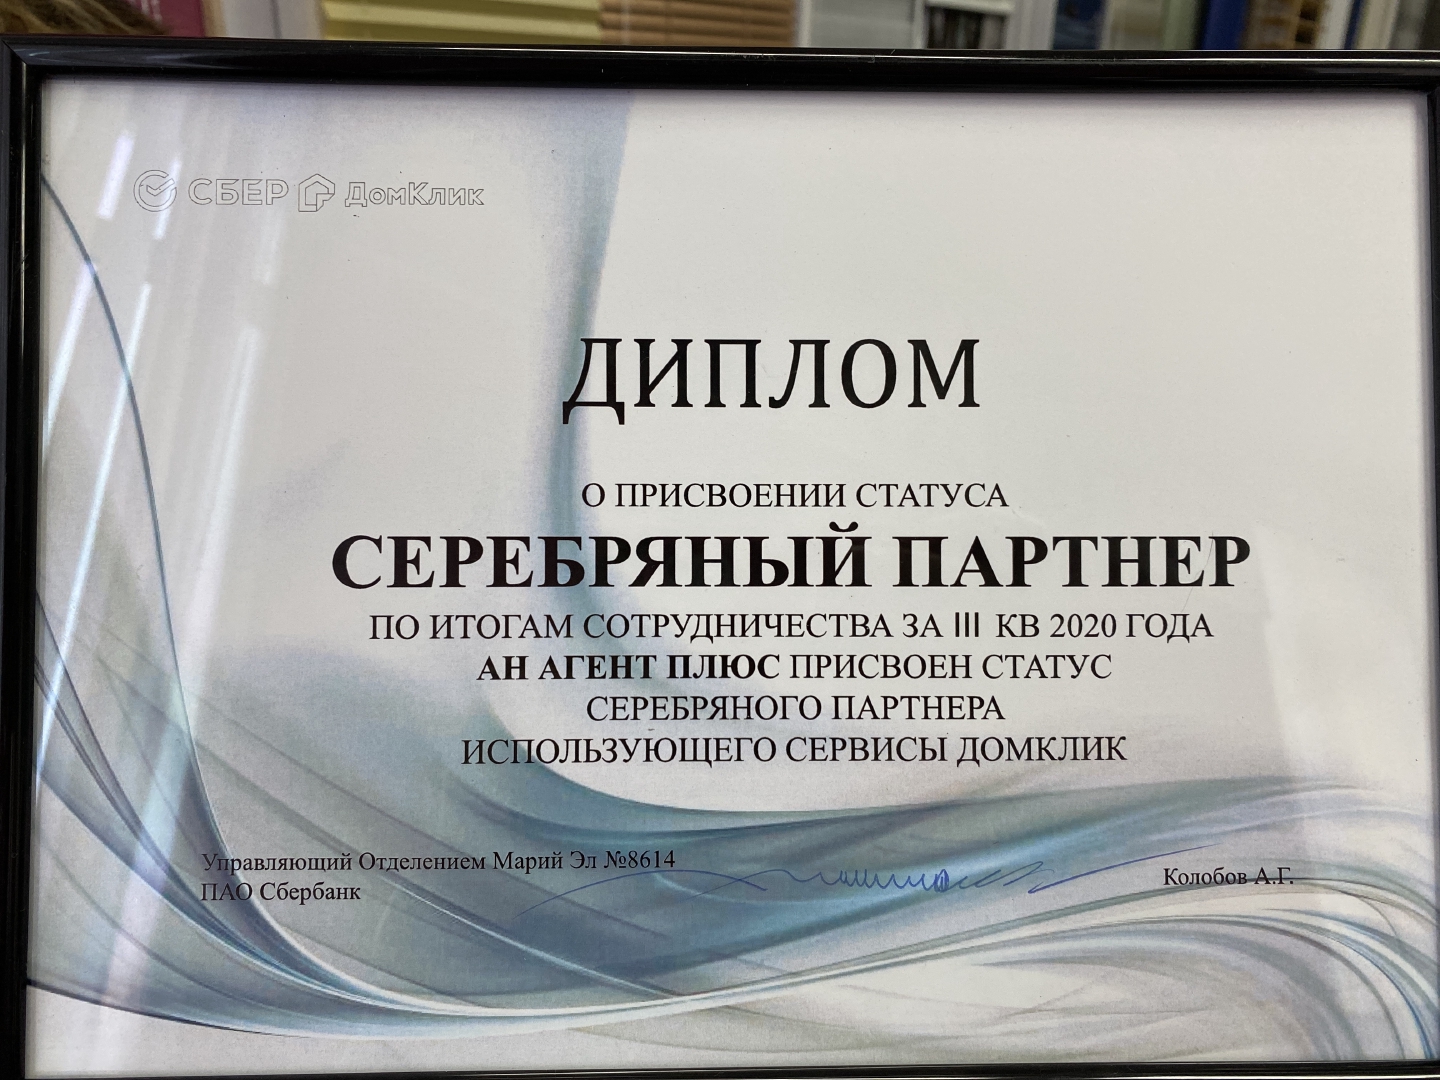 СБЕР ДомКлик
ДИПЛОМ
О ПРИСВОЕНИИ СТАТУСА
СЕРЕБРЯНЫЙ ПАРТНЕР
ПО ИТОГАМ СОТРУДНИЧЕСТВА ЗА III КВ 2020 ГОДА
АН АГЕНТ ПЛЮС ПРИСВОЕН СТАТУС
СЕРЕБРЯНОГО ПАРТНЕРА
ИСПОЛЬЗУЮЩЕГО СЕРВИСЫ ДОМКЛИК
Управляющий Отделением Марий Эл №8614
ПАО Сбербанк
Колобов А.Г.